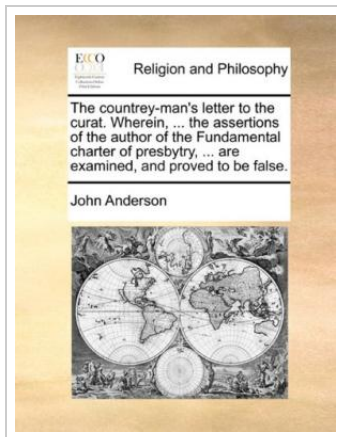 ECCO
Religion and Philosophy
The countrey-man's letter to the
curat. Wherein, ... the assertions
of the author of the Fundamental
charter of presbytry, ... are
examined, and proved to be false.
John Anderson